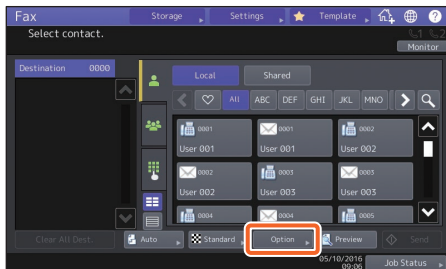 Fax
Storage
Settings
Template
Select contact.
1 2
Monitor
Destination 0000
Local
Shared
All
ABC
DEF
GHI
JKL
MNO
0001
User 001
0001
User 001
0002
User 002
0002
User 002
0003
User 003
0003
User 003
0004
0004
0005
Clear All Dest.
Auto
Standard
Option
Preview
Send
05/10/2016
09:06
Job Status